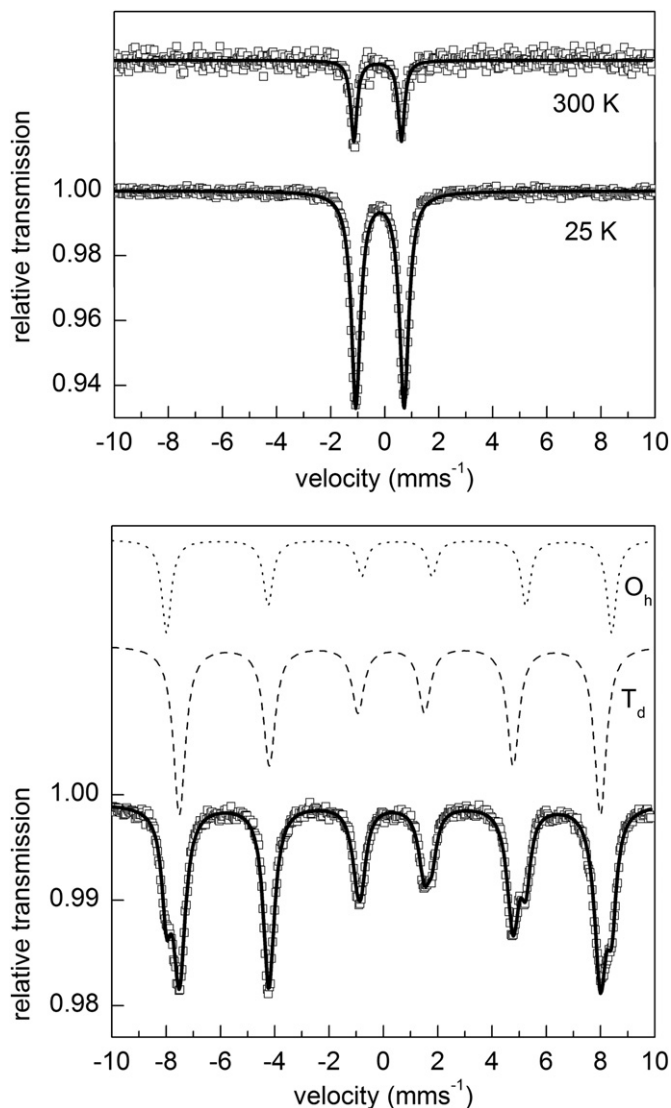 300 K
1.00
25 K
0.98
0.96
0.94
relative transmission
-10 -8 -6 -4 -2 0 2 4 6 8 10
velocity (mms⁻¹)
Oₕ
T_d
1.00
0.99
0.98
relative transmission
-10 -8 -6 -4 -2 0 2 4 6 8 10
velocity (mms⁻¹)